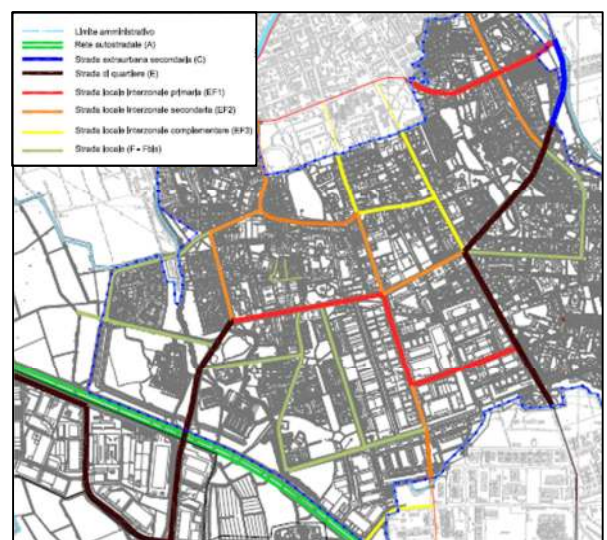 Limite amministrativo
Rete autostradale (A)
Strada extraurbana secondaria (C)
Strada di quartiere (E)
Strada locale interzonale primaria (EF1)
Strada locale interzonale secondaria (EF2)
Strada locale interzonale complementare (EF3)
Strada locale (F - Fbis)